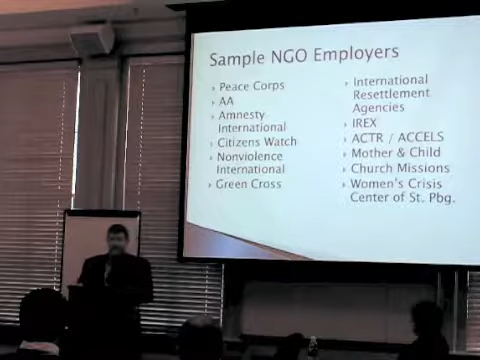 Sample NGO Employers
Peace Corps
AA
Amnesty
International
Citizens Watch
Nonviolence
International
Green Cross
International
Resettlement
Agencies
IREX
ACTR / ACCELS
Mother & Child
Church Missions
Women's Crisis
Center of St. Pbg.